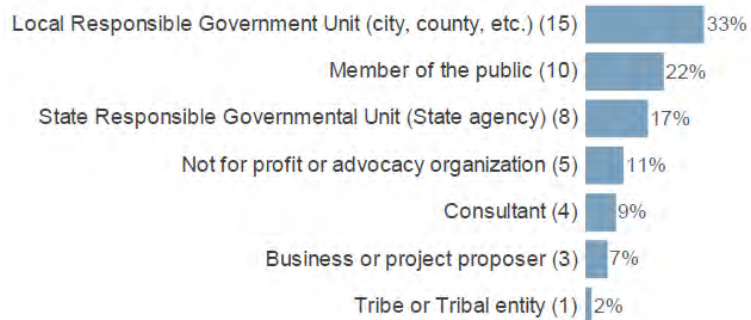 Local Responsible Government Unit (city, county, etc.) (15) 33%
Member of the public (10) 22%
State Responsible Governmental Unit (State agency) (8) 17%
Not for profit or advocacy organization (5) 11%
Consultant (4) 9%
Business or project proposer (3) 7%
Tribe or Tribal entity (1) 2%